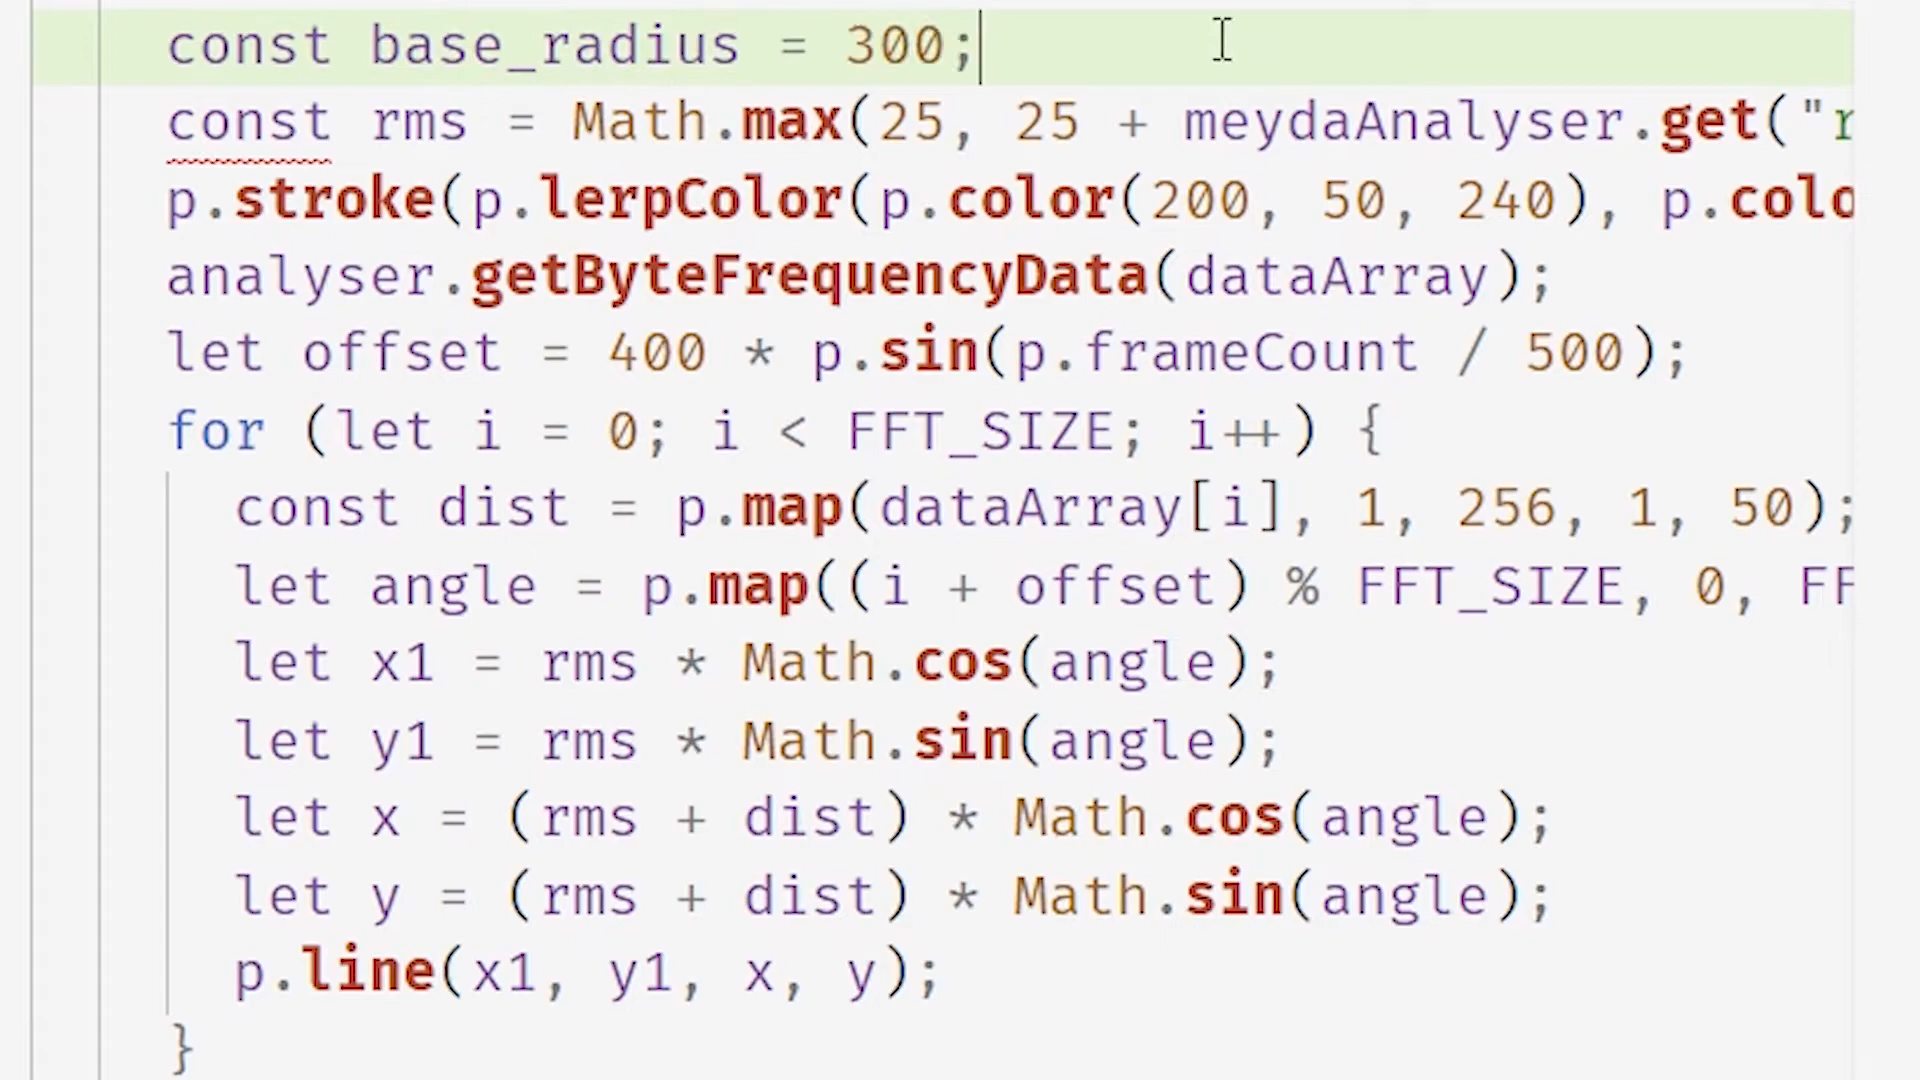 const base_radius = 300;
const rms = Math.max(25, 25 + meydaAnalyser.get("r
p.stroke(p.lerpColor(p.color(200, 50, 240), p.colo
analyser.getByteFrequencyData(dataArray);
let offset = 400 * p.sin(p.frameCount / 500);
for (let i = 0; i < FFT_SIZE; i++) {
const dist = p.map(dataArray[i], 1, 256, 1, 50);
let angle = p.map((i + offset) % FFT_SIZE, 0, FF
let x1 = rms * Math.cos(angle);
let y1 = rms * Math.sin(angle);
let x = (rms + dist) * Math.cos(angle);
let y = (rms + dist) * Math.sin(angle);
p.line(x1, y1, x, y);
}